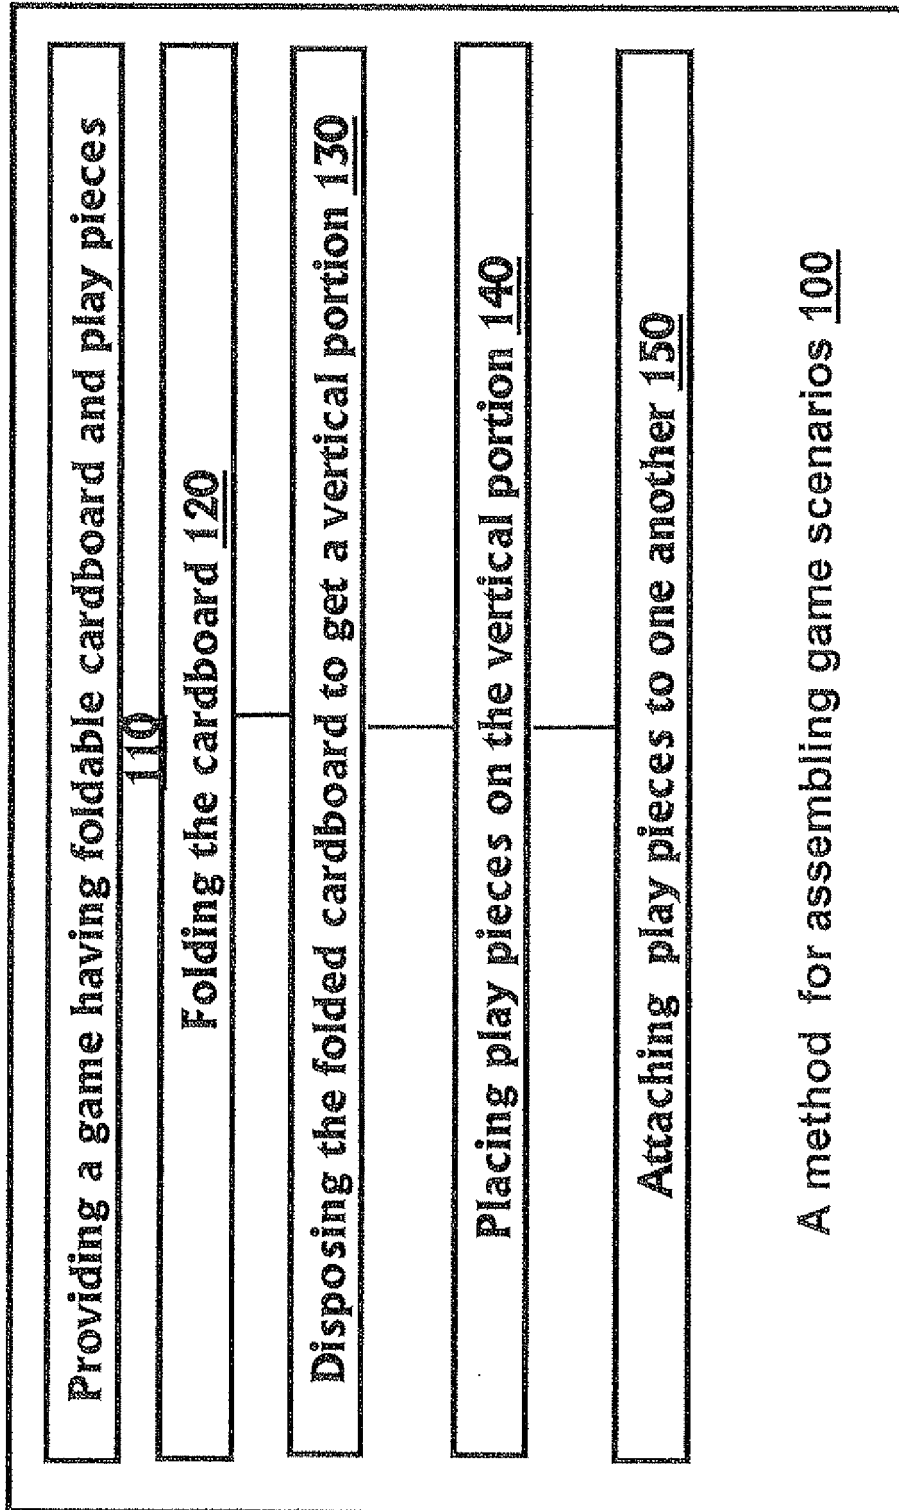 Providing a game having foldable cardboard and play pieces
110
Folding the cardboard 120
Disposing the folded cardboard to get a vertical portion 130
Placing play pieces on the vertical portion 140
Attaching play pieces to one another 150
A method for assembling game scenarios 100